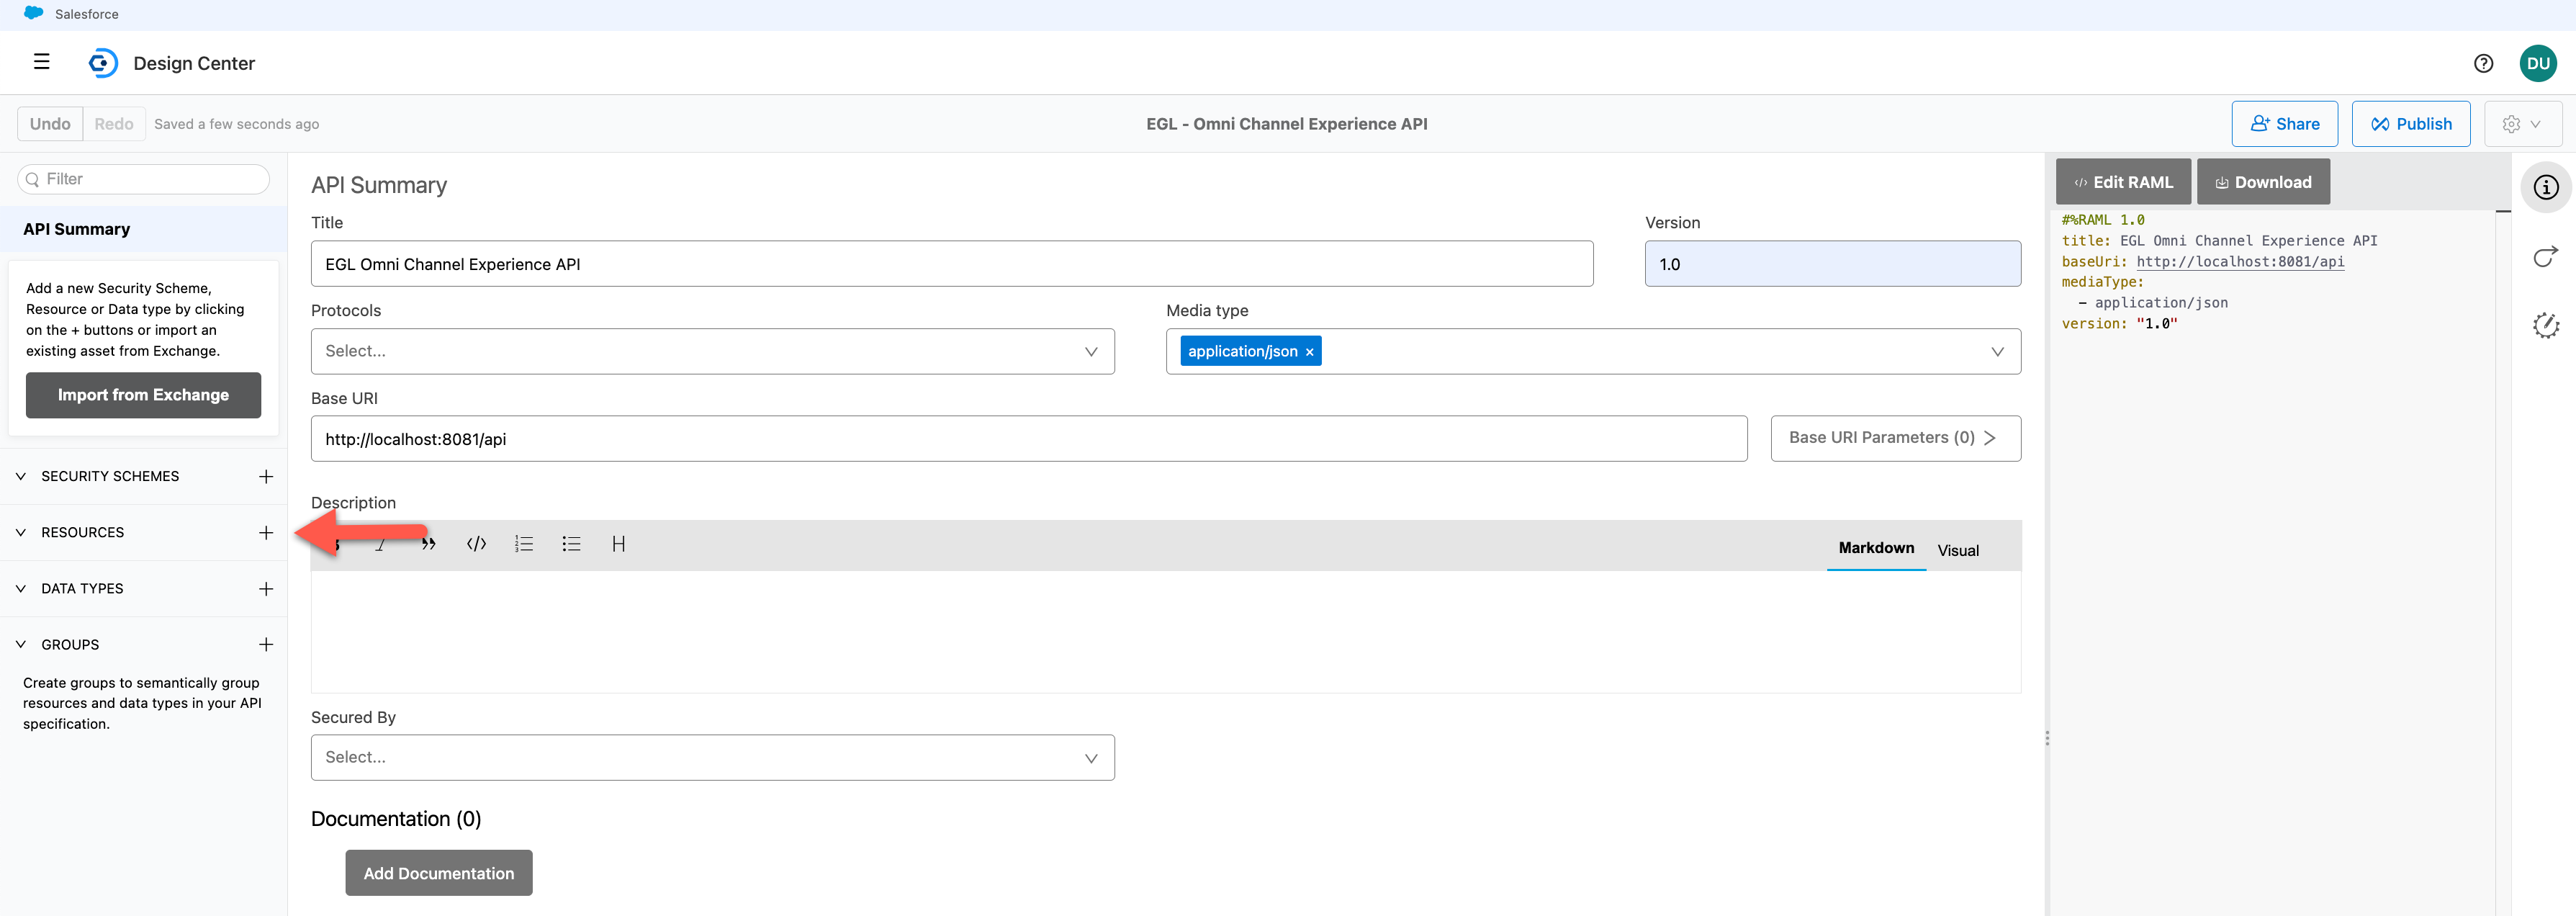 Salesforce
Design Center
DU
Undo
Redo
Saved a few seconds ago
EGL - Omni Channel Experience API
Share
Publish
Filter
API Summary
Add a new Security Scheme,
Resource or Data type by clicking
on the + buttons or import an
existing asset from Exchange.
Import from Exchange
SECURITY SCHEMES
RESOURCES
DATA TYPES
GROUPS
Create groups to semantically group
resources and data types in your API
specification.
API Summary
Title
Version
EGL Omni Channel Experience API
1.0
Protocols
Media type
Select...
application/json ×
Base URI
http://localhost:8081/api
Base URI Parameters (0)
Description
Markdown
Visual
Secured By
Select...
Documentation (0)
Add Documentation
Edit RAML
Download
#%RAML 1.0
title: EGL Omni Channel Experience API
baseUri: http://localhost:8081/api
mediaType:
- application/json
version: "1.0"